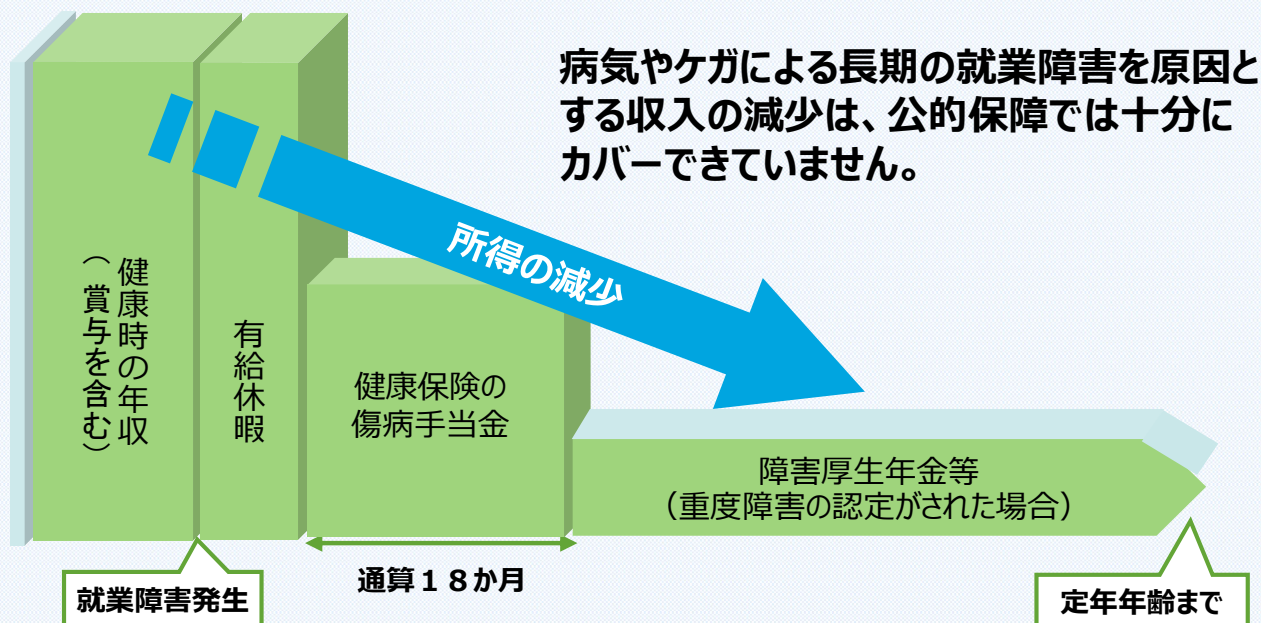 病気やケガによる長期の就業障害を原因と
する収入の減少は、公的保障では十分に
カバーできていません。
所得の減少
健康時の年収
（賞与を含む）
有給休暇
健康保険の
傷病手当金
障害厚生年金等
（重度障害の認定がされた場合）
通算１８か月
就業障害発生
定年年齢まで